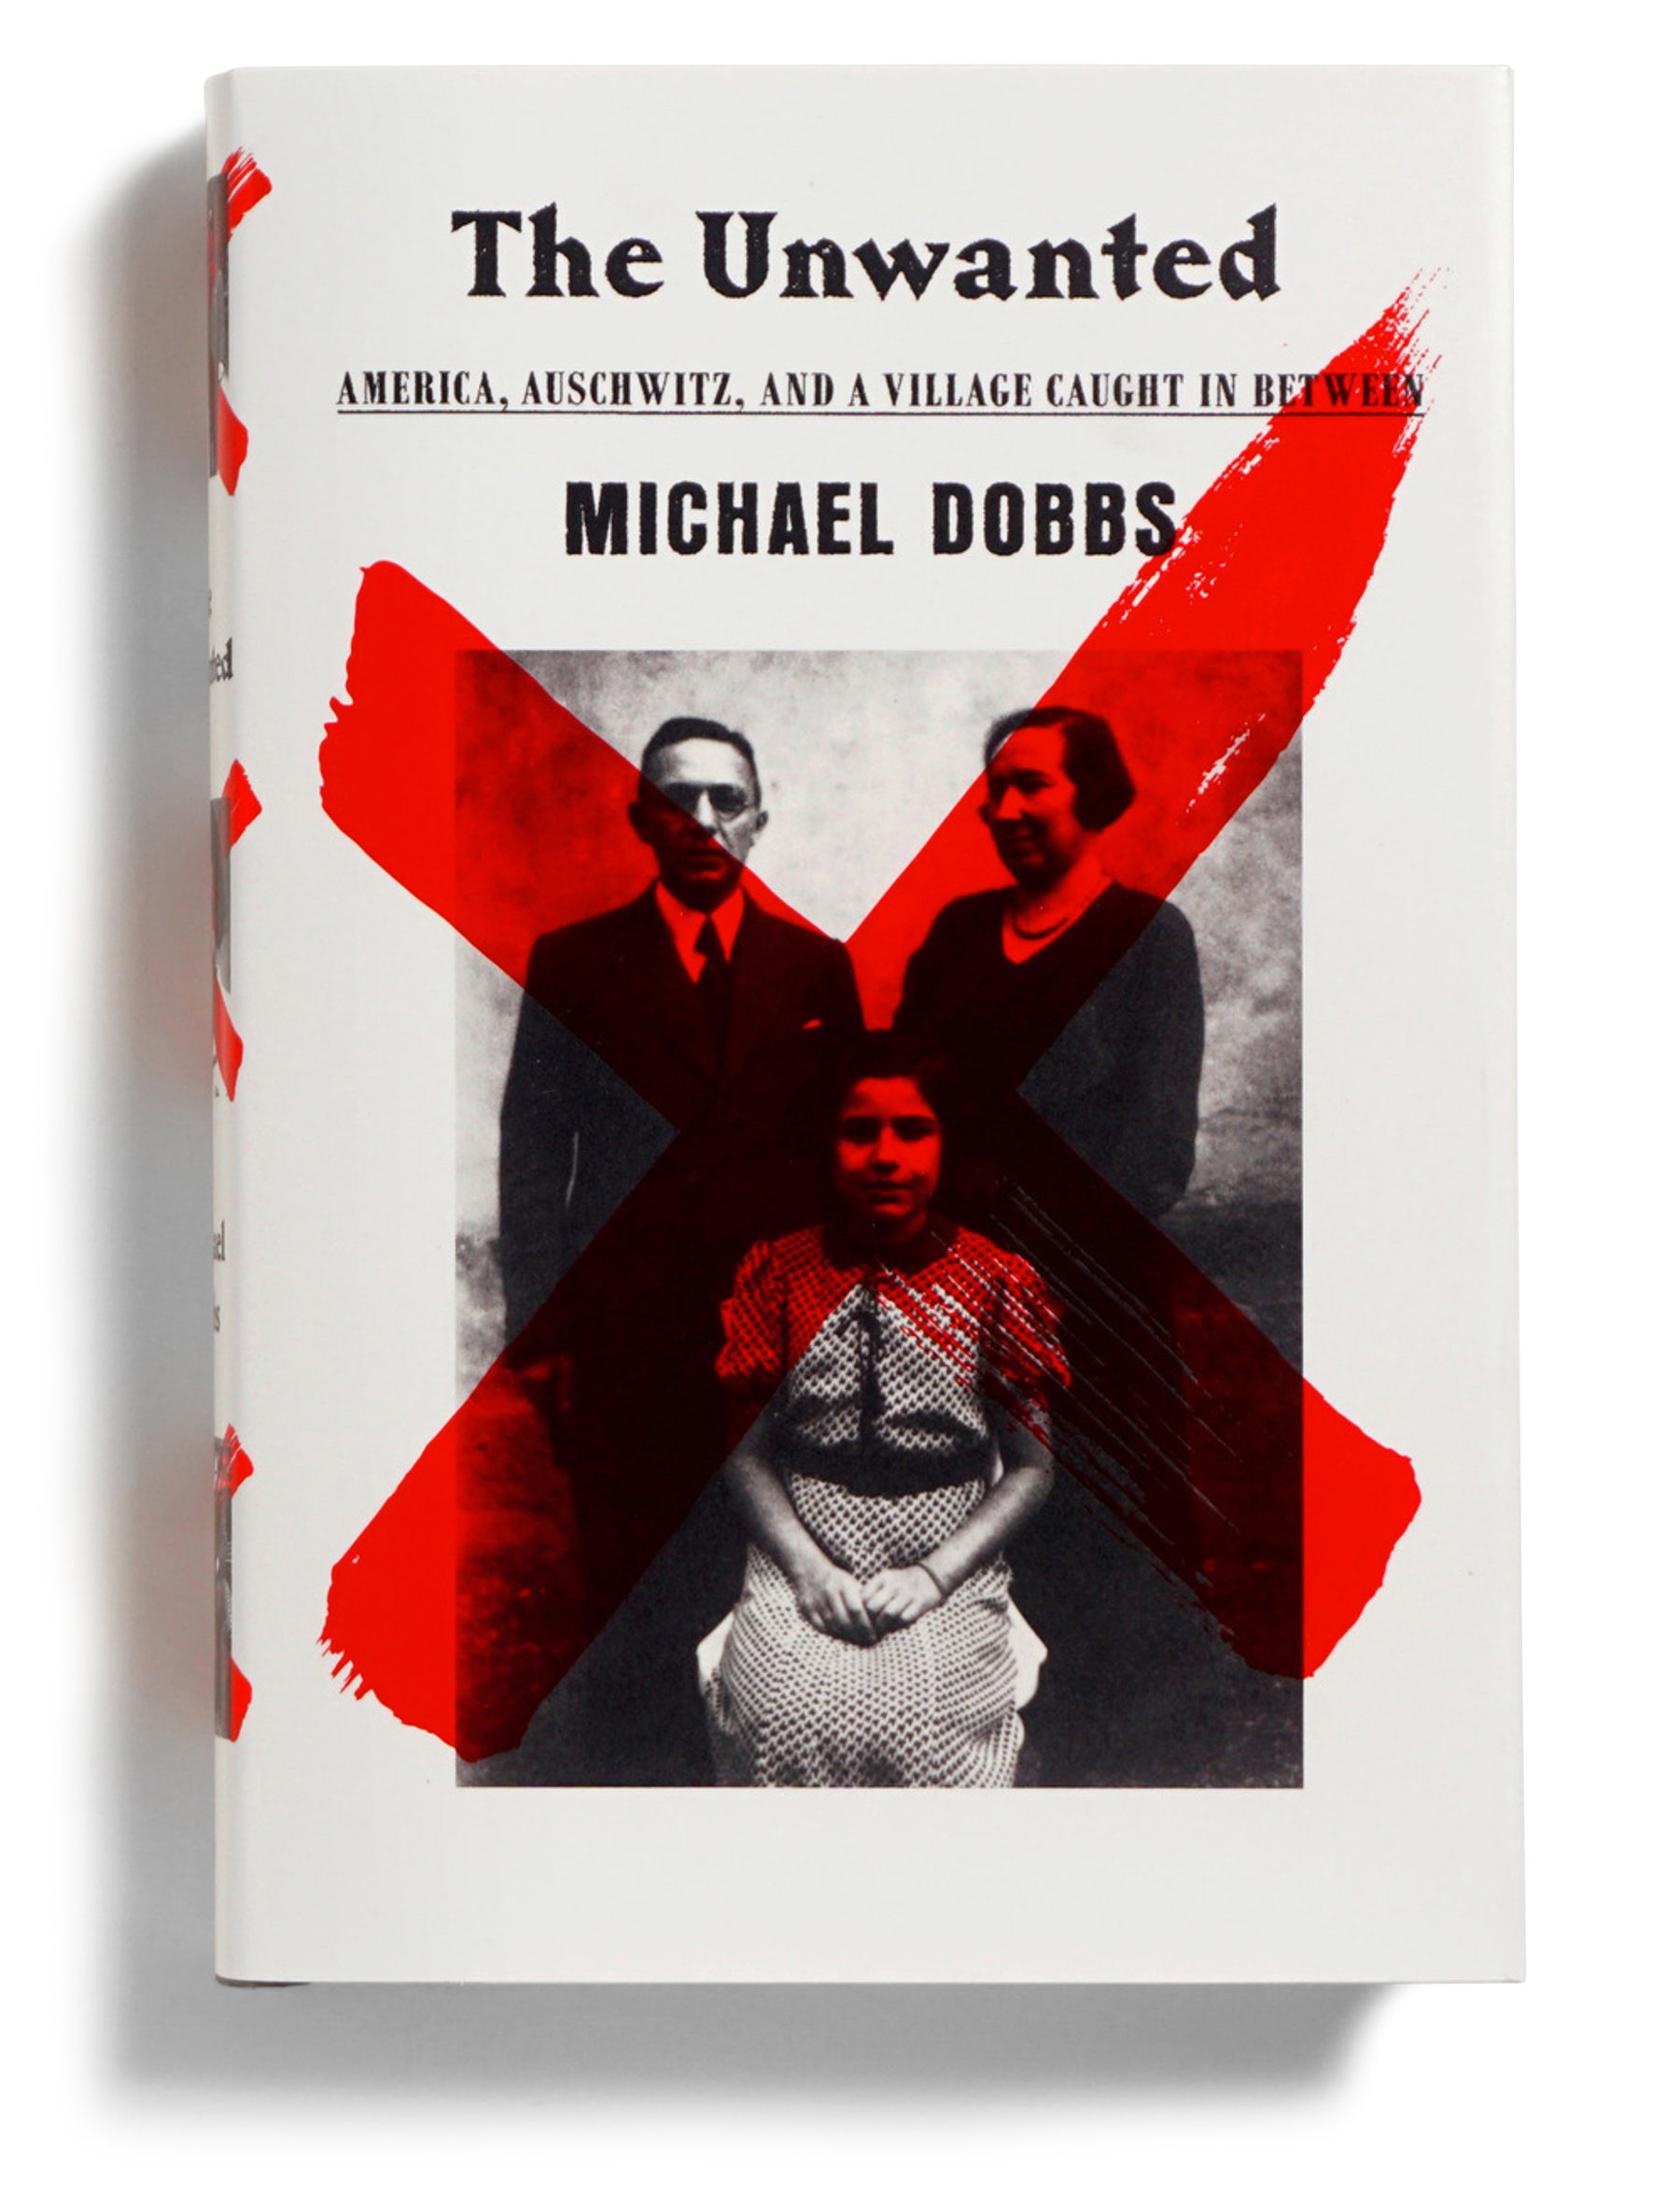 The Unwanted
AMERICA, AUSCHWITZ, AND A VILLAGE CAUGHT IN BETWEEN
MICHAEL DOBBS